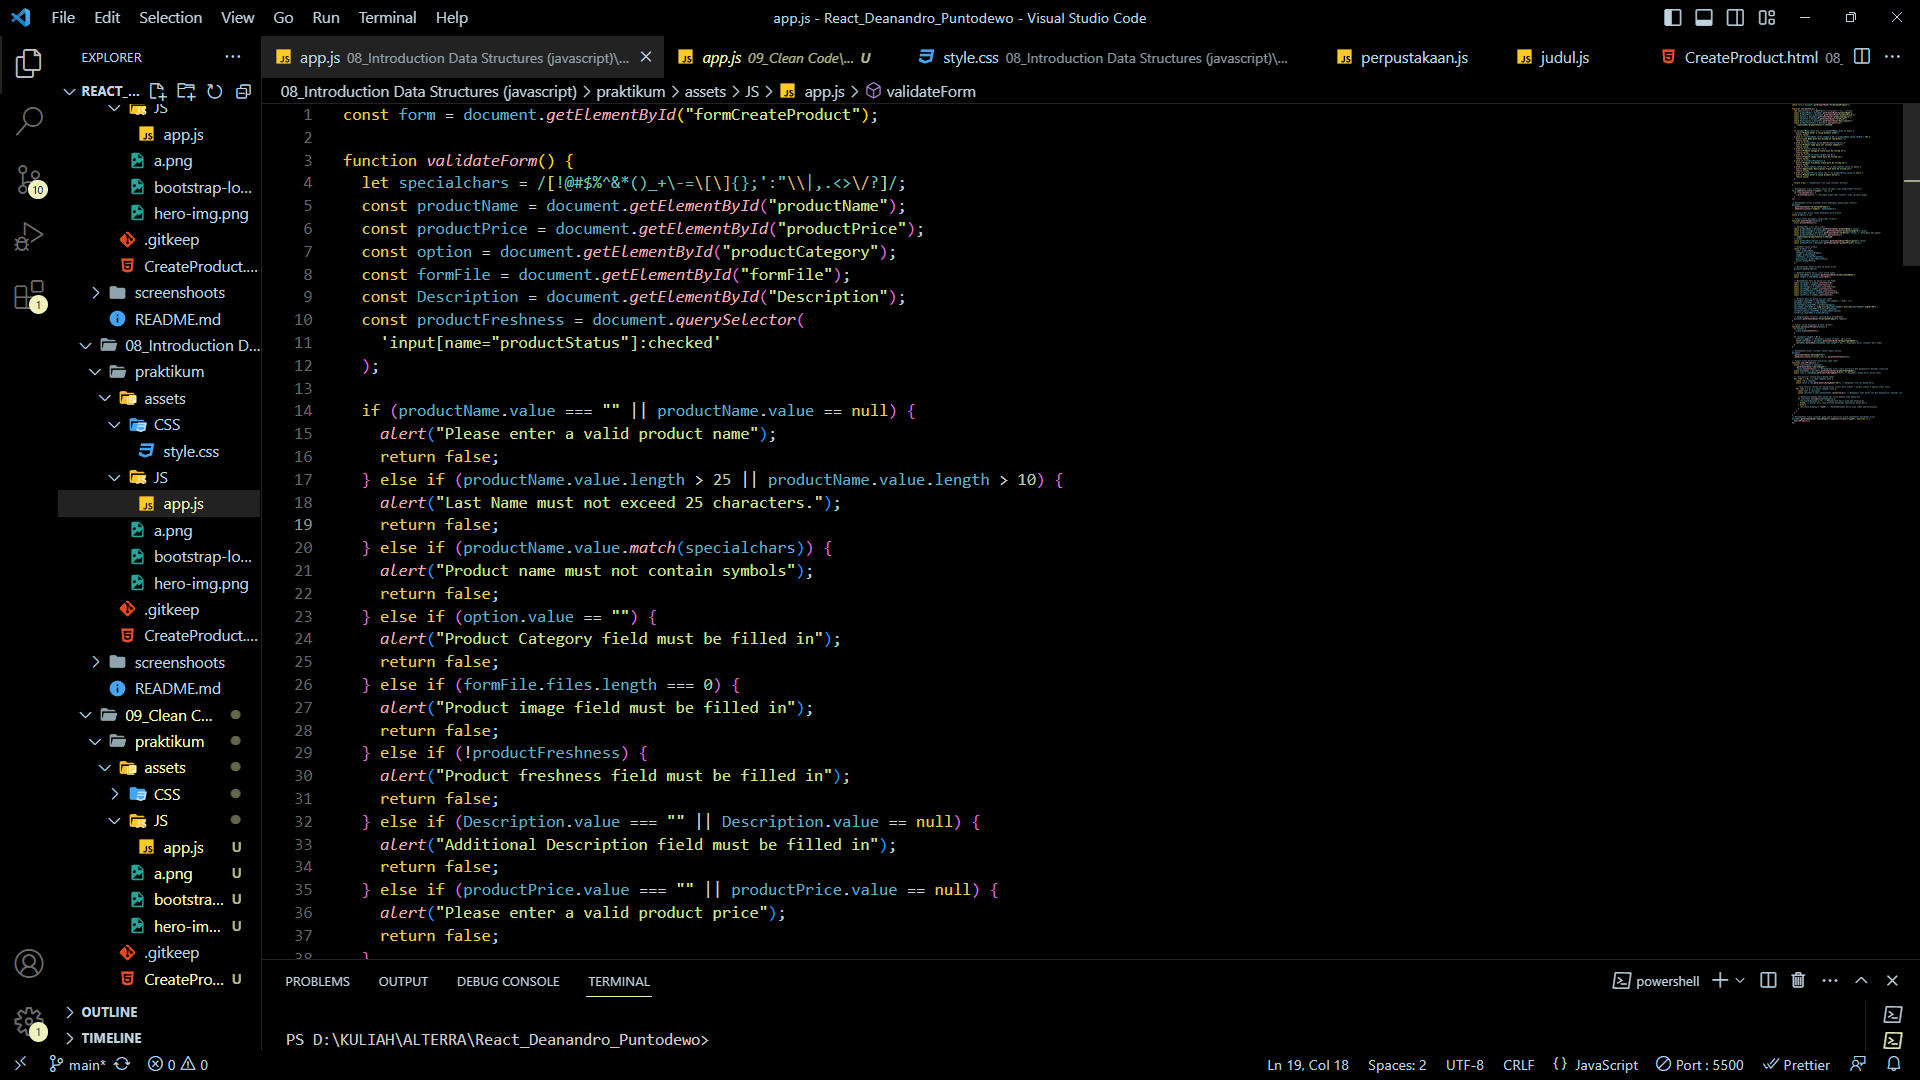 File Edit Selection View Go Run Terminal Help
app.js - React_Deanandro_Puntodewo - Visual Studio Code
EXPLORER
app.js 08_Introduction Data Structures (javascript)\...
app.js 09_Clean Code\... U
style.css 08_Introduction Data Structures (javascript)\...
perpustakaan.js
judul.js
CreateProduct.html 08_
REACT_...
08_Introduction Data Structures (javascript) > praktikum > assets > JS > app.js > validateForm
JS
app.js
a.png
bootstrap-lo...
hero-img.png
.gitkeep
CreateProduct....
screenshoots
README.md
08_Introduction D...
praktikum
assets
CSS
style.css
JS
app.js
a.png
bootstrap-lo...
hero-img.png
.gitkeep
CreateProduct....
screenshoots
README.md
09_Clean C...
praktikum
assets
CSS
JS
app.js U
a.png U
bootstra... U
hero-im... U
.gitkeep
CreatePro... U
OUTLINE
TIMELINE
10
1
1
1 const form = document.getElementById("formCreateProduct");
2
3 function validateForm() {
4 let specialchars = /[!@#$%^&*()_+\-=\[\]{};':"\\|,.<>\/?]/;
5 const productName = document.getElementById("productName");
6 const productPrice = document.getElementById("productPrice");
7 const option = document.getElementById("productCategory");
8 const formFile = document.getElementById("formFile");
9 const Description = document.getElementById("Description");
10 const productFreshness = document.querySelector(
11 'input[name="productStatus"]:checked'
12 );
13
14 if (productName.value === "" || productName.value == null) {
15 alert("Please enter a valid product name");
16 return false;
17 } else if (productName.value.length > 25 || productName.value.length > 10) {
18 alert("Last Name must not exceed 25 characters.");
19 return false;
20 } else if (productName.value.match(specialchars)) {
21 alert("Product name must not contain symbols");
22 return false;
23 } else if (option.value == "") {
24 alert("Product Category field must be filled in");
25 return false;
26 } else if (formFile.files.length === 0) {
27 alert("Product image field must be filled in");
28 return false;
29 } else if (!productFreshness) {
30 alert("Product freshness field must be filled in");
31 return false;
32 } else if (Description.value === "" || Description.value == null) {
33 alert("Additional Description field must be filled in");
34 return false;
35 } else if (productPrice.value === "" || productPrice.value == null) {
36 alert("Please enter a valid product price");
37 return false;
38 }
PROBLEMS OUTPUT DEBUG CONSOLE TERMINAL
powershell
PS D:\KULIAH\ALTERRA\React_Deanandro_Puntodewo>
main* 0 0
Ln 19, Col 18 Spaces: 2 UTF-8 CRLF {} JavaScript Port : 5500 Prettier